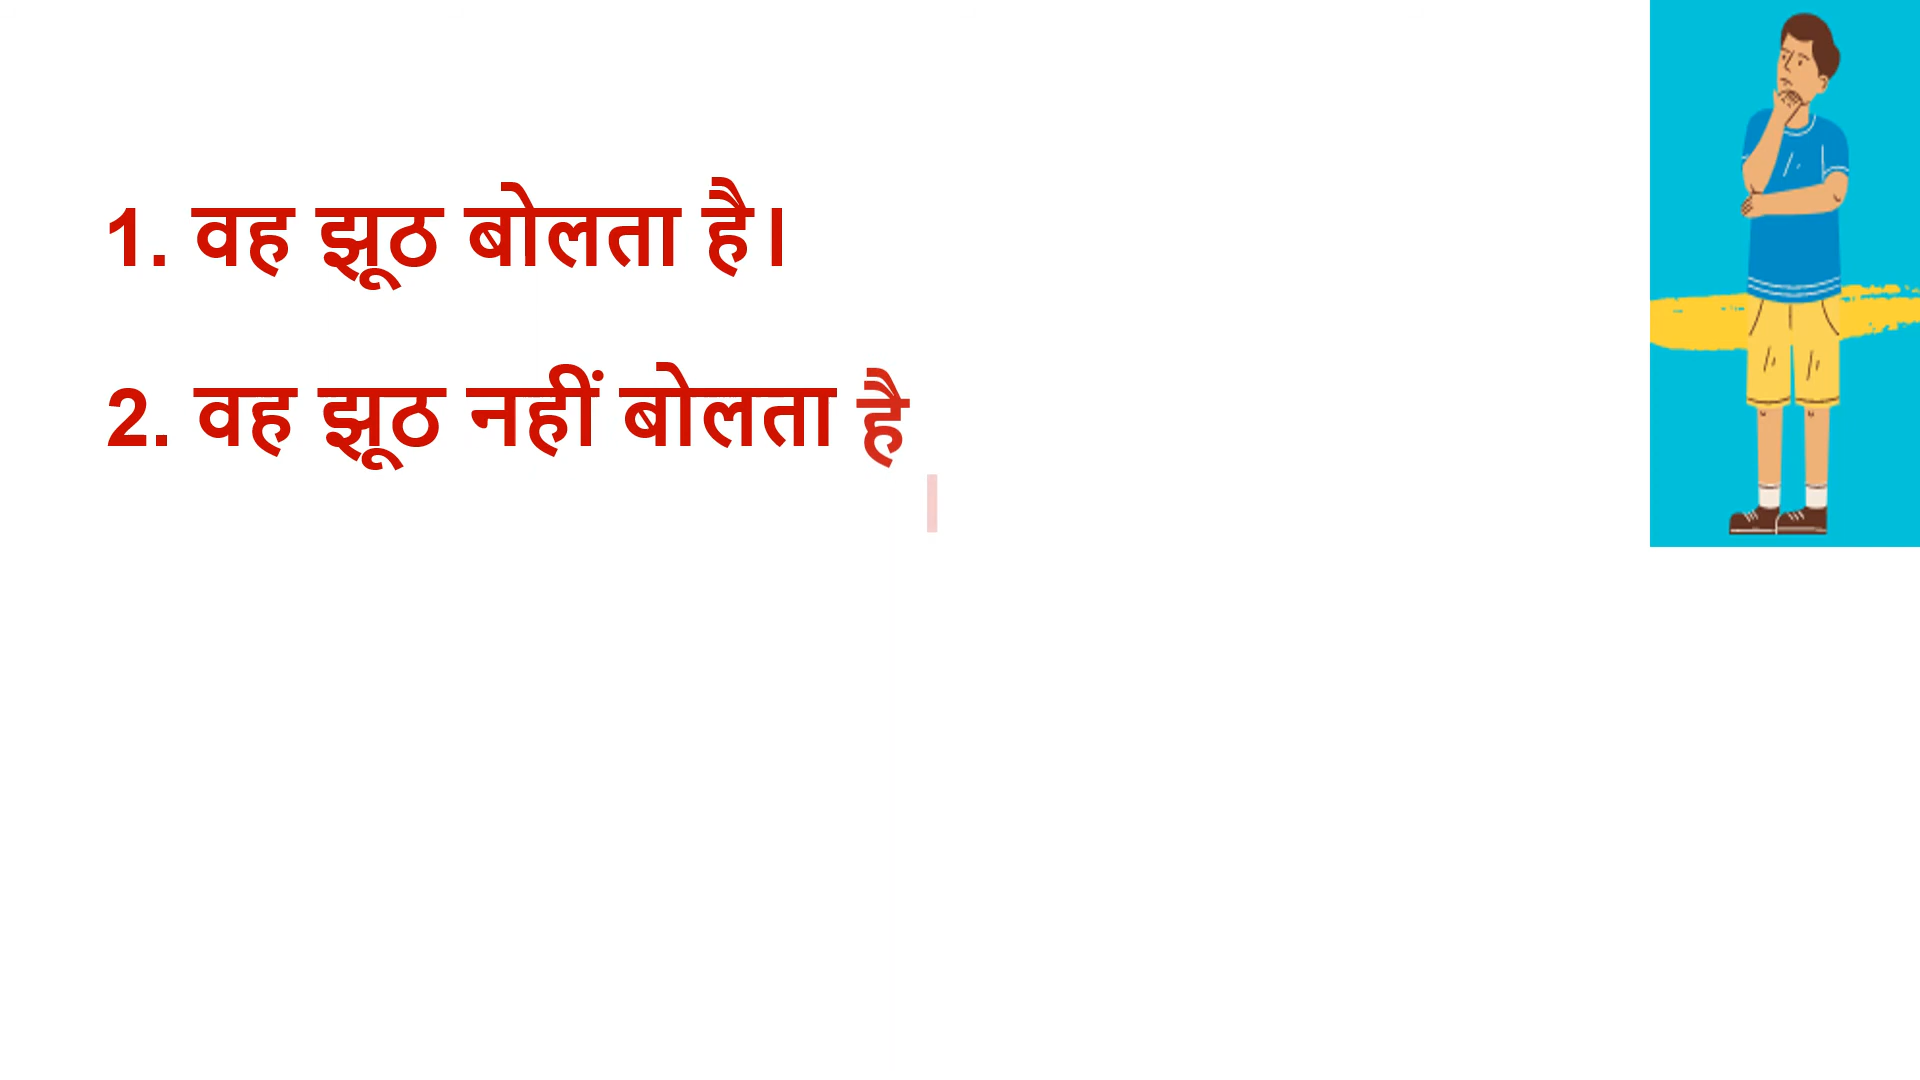 1. वह झूठ बोलता है।
2. वह झूठ नहीं बोलता है।